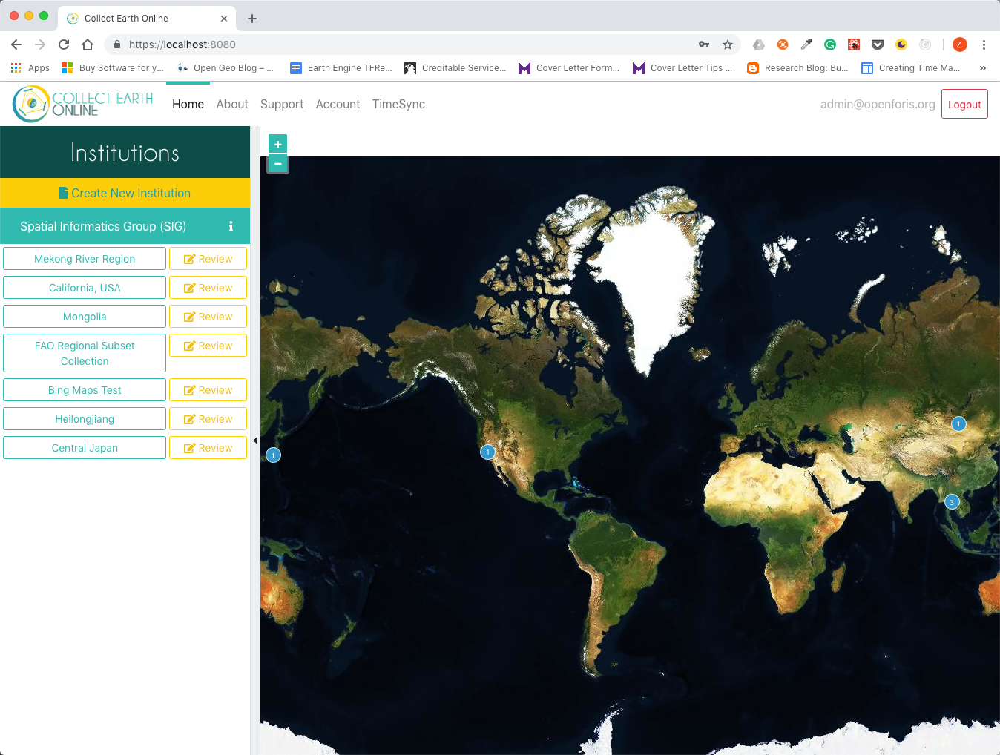 Collect Earth Online
https://localhost:8080
Z.
Apps
Buy Software for y...
Open Geo Blog – ...
Earth Engine TFRe...
Creditable Service...
Cover Letter Form...
Cover Letter Tips ...
Research Blog: Bu...
Creating Time Ma...
»
COLLECT EARTH
ONLINE
Home
About
Support
Account
TimeSync
admin@openforis.org
Logout
Institutions
Create New Institution
Spatial Informatics Group (SIG)
Mekong River Region
Review
California, USA
Review
Mongolia
Review
FAO Regional Subset
Collection
Review
Bing Maps Test
Review
Heilongjiang
Review
Central Japan
Review
+
−
1
1
1
3